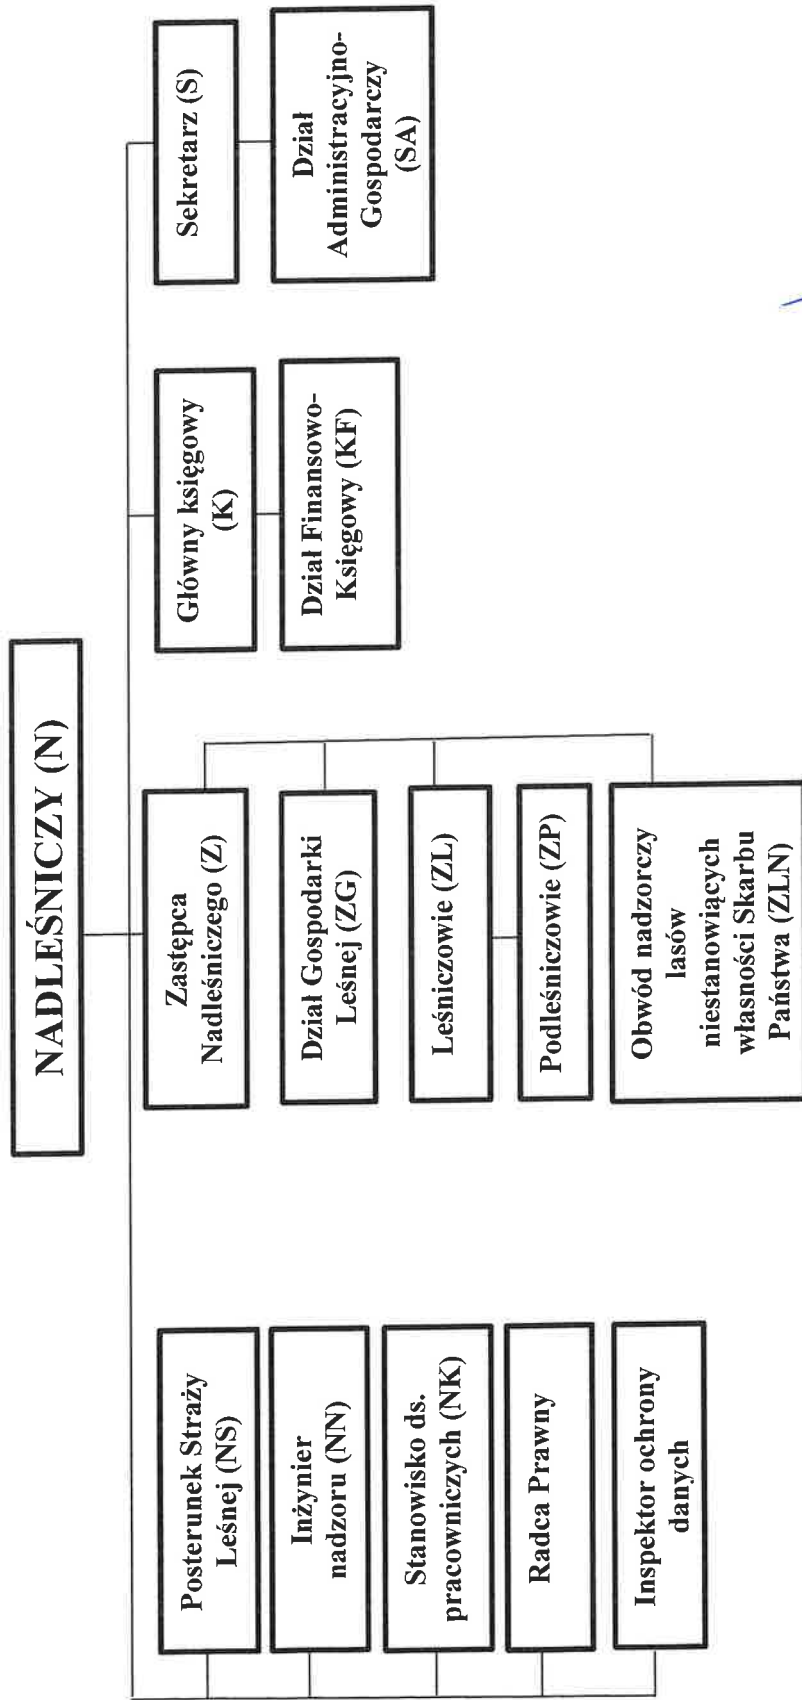 NADLEŚNICZY (N)
Posterunek Straży
Leśnej (NS)
Inżynier
nadzoru (NN)
Stanowisko ds.
pracowniczych (NK)
Radca Prawny
Inspektor ochrony
danych
Zastępca
Nadleśniczego (Z)
Dział Gospodarki
Leśnej (ZG)
Leśniczowie (ZL)
Podleśniczowie (ZP)
Obwód nadzorczy
lasów
niestanowiących
własności Skarbu
Państwa (ZLN)
Główny księgowy
(K)
Dział Finansowo-
Księgowy (KF)
Sekretarz (S)
Dział
Administracyjno-
Gospodarczy
(SA)